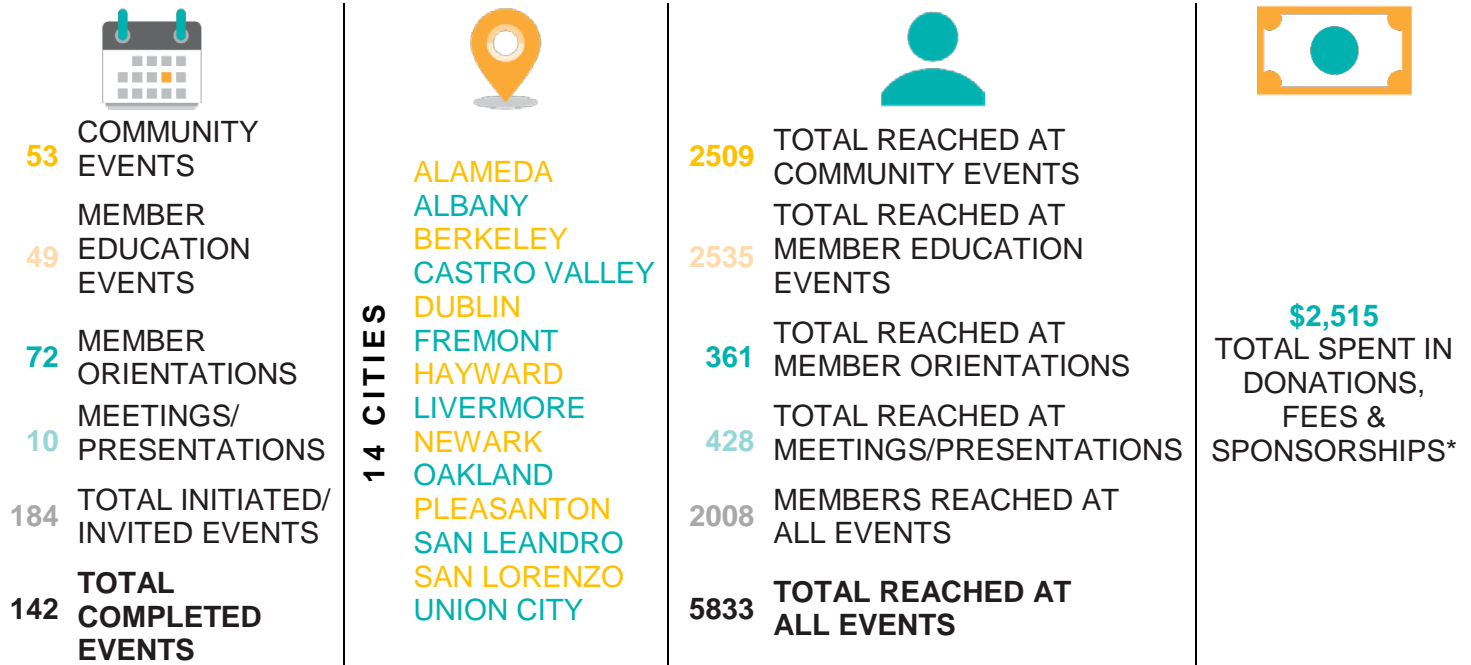 53 COMMUNITY
EVENTS
49 MEMBER
EDUCATION
EVENTS
72 MEMBER
ORIENTATIONS
10 MEETINGS/
PRESENTATIONS
184 TOTAL INITIATED/
INVITED EVENTS
142 TOTAL
COMPLETED
EVENTS
14 CITIES
ALAMEDA
ALBANY
BERKELEY
CASTRO VALLEY
DUBLIN
FREMONT
HAYWARD
LIVERMORE
NEWARK
OAKLAND
PLEASANTON
SAN LEANDRO
SAN LORENZO
UNION CITY
2509 TOTAL REACHED AT
COMMUNITY EVENTS
2535 TOTAL REACHED AT
MEMBER EDUCATION
EVENTS
361 TOTAL REACHED AT
MEMBER ORIENTATIONS
428 TOTAL REACHED AT
MEETINGS/PRESENTATIONS
2008 MEMBERS REACHED AT
ALL EVENTS
5833 TOTAL REACHED AT
ALL EVENTS
$2,515
TOTAL SPENT IN
DONATIONS,
FEES &
SPONSORSHIPS*